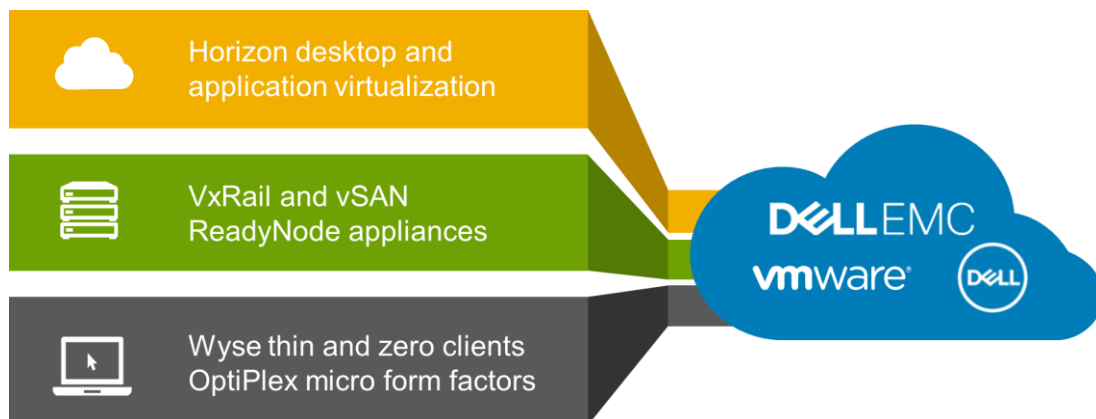 Horizon desktop and
application virtualization
VxRail and vSAN
ReadyNode appliances
Wyse thin and zero clients
OptiPlex micro form factors
DELLEMC
vmware®
DELL